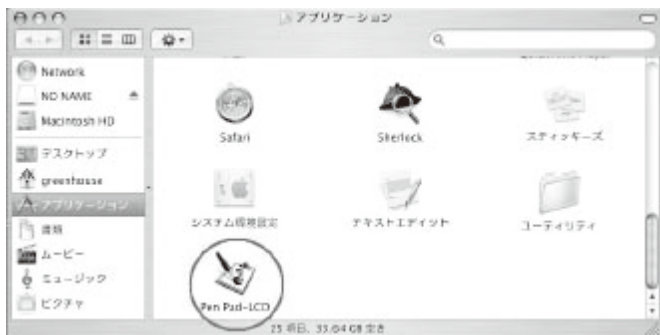 アプリケーション
Network
NO NAME
Macintosh HD
デスクトップ
greenhouse
アプリケーション
書類
ムービー
ミュージック
ピクチャ
Safari
Sherlock
スティッキーズ
システム環境設定
テキストエディット
ユーティリティ
Pen Pad-LCD
25 項目、33.04 GB 空き